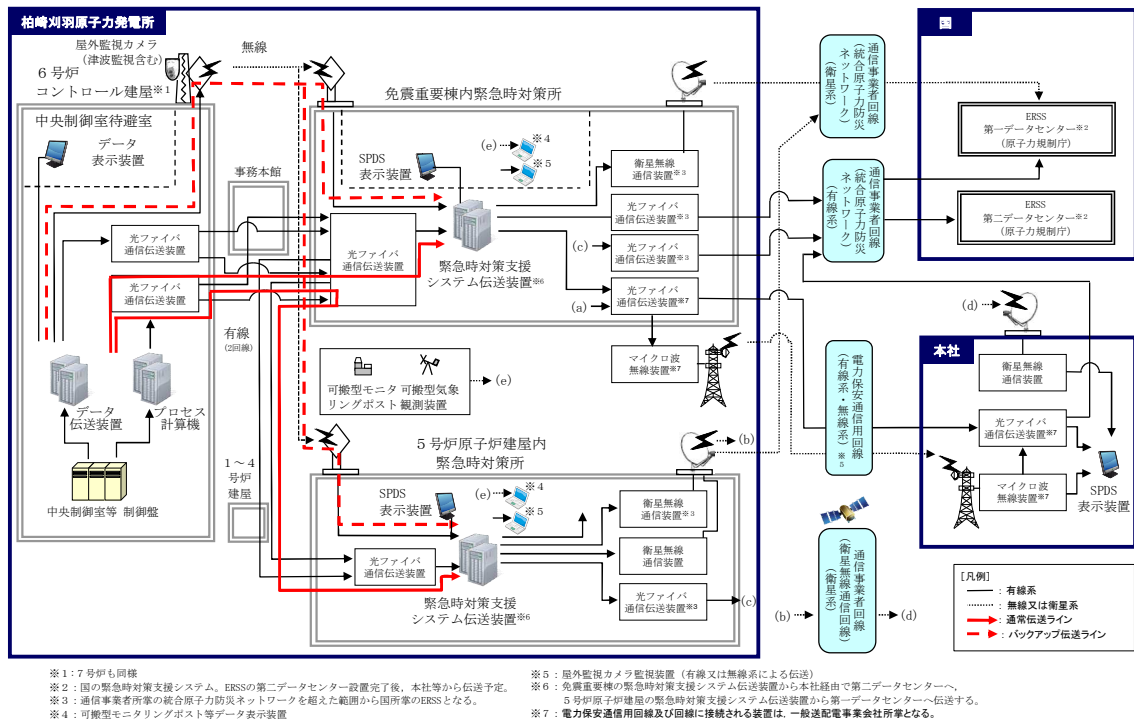 柏崎刈羽原子力発電所
屋外監視カメラ
(津波監視含む)
無線
6号炉
コントロール建屋※1
中央制御室待避室
データ
表示装置
事務本館
光ファイバ
通信伝送装置
光ファイバ
通信伝送装置
有線
(2回線)
データ
伝送装置
プロセス
計算機
中央制御室等 制御盤
1～4
号炉
建屋
免震重要棟内緊急時対策所
SPDS
表示装置
(e)
※4
※5
光ファイバ
通信伝送装置
緊急時対策支援
システム伝送装置※6
衛星無線
通信装置※3
光ファイバ
通信伝送装置※3
(c)
光ファイバ
通信伝送装置※3
(a)
光ファイバ
通信伝送装置※7
マイクロ波
無線装置※7
可搬型モニタ
リングポスト
可搬型気象
観測装置
(e)
5号炉原子炉建屋内
緊急時対策所
(b)
SPDS
表示装置
(e)
※4
※5
光ファイバ
通信伝送装置
緊急時対策支援
システム伝送装置※6
衛星無線
通信装置※3
衛星無線
通信装置
光ファイバ
通信伝送装置※3
(c)
通信事業者回線
(統合原子力防災
ネットワーク)
(衛星系)
通信事業者回線
(統合原子力防災
ネットワーク)
(有線系)
電力保安通信用回線
(有線系・無線系)
※5
(b)
通信事業者回線
(衛星無線通信回線)
(衛星系)
(d)
国
ERSS
第一データセンター※2
(原子力規制庁)
ERSS
第二データセンター※2
(原子力規制庁)
(d)
本社
衛星無線
通信装置
光ファイバ
通信伝送装置※7
マイクロ波
無線装置※7
SPDS
表示装置
[凡例]
：有線系
：無線又は衛星系
：通常伝送ライン
：バックアップ伝送ライン
※1：7号炉も同様
※2：国の緊急時対策支援システム。ERSSの第二データセンター設置完了後，本社等から伝送予定。
※3：通信事業者所掌の統合原子力防災ネットワークを超えた範囲から国所掌のERSSとなる。
※4：可搬型モニタリングポスト等データ表示装置
※5：屋外監視カメラ監視装置（有線又は無線系による伝送）
※6：免震重要棟の緊急時対策支援システム伝送装置から本社経由で第二データセンターへ，
5号炉原子炉建屋の緊急時対策支援システム伝送装置から第一データセンターへ伝送する。
※7：電力保安通信用回線及び回線に接続される装置は，一般送配電事業会社所掌となる。